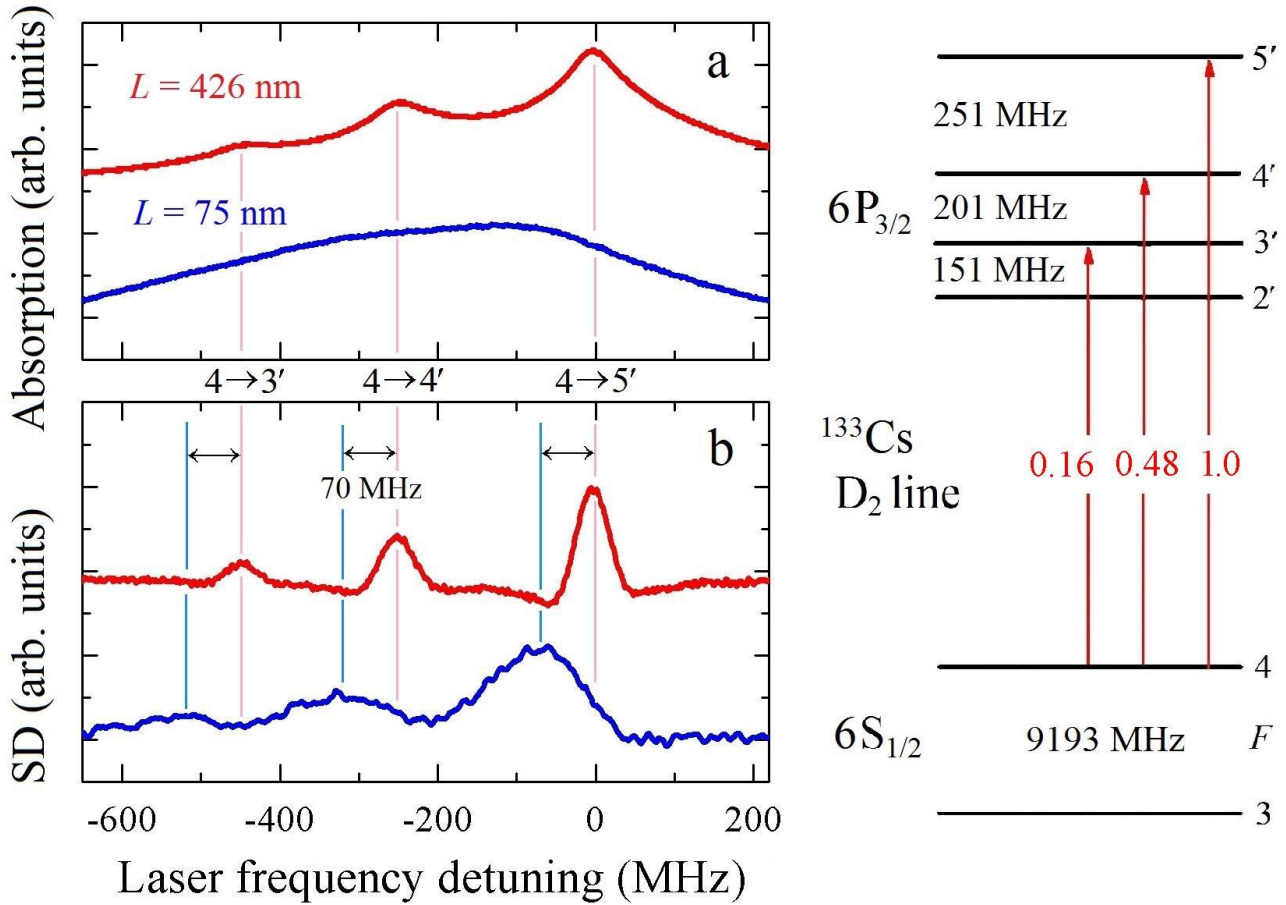 Absorption (arb. units)
a
L = 426 nm
L = 75 nm
4→3′ 4→4′ 4→5′
b
70 MHz
SD (arb. units)
-600 -400 -200 0 200
Laser frequency detuning (MHz)
5′
251 MHz
4′
6P3/2
201 MHz
3′
151 MHz
2′
133Cs
D2 line
0.16 0.48 1.0
4
6S1/2
9193 MHz
F
3